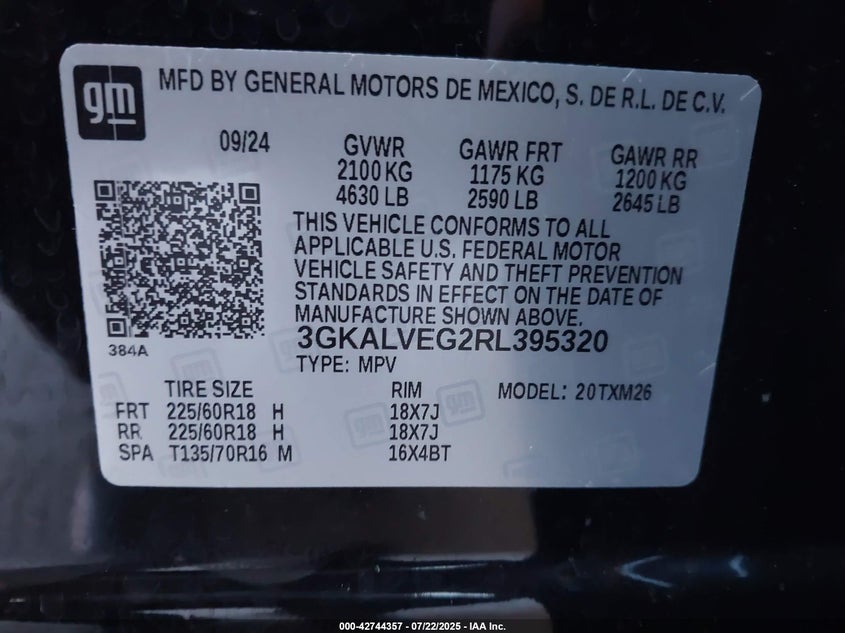 gm
MFD BY GENERAL MOTORS DE MEXICO, S. DE R.L. DE C.V.
09/24 GVWR GAWR FRT GAWR RR
2100 KG 1175 KG 1200 KG
4630 LB 2590 LB 2645 LB
THIS VEHICLE CONFORMS TO ALL
APPLICABLE U.S. FEDERAL MOTOR
VEHICLE SAFETY AND THEFT PREVENTION
STANDARDS IN EFFECT ON THE DATE OF
MANUFACTURE SHOWN ABOVE.
384A
3GKALVEG2RL395320
TYPE: MPV
TIRE SIZE RIM MODEL: 20TXM26
FRT 225/60R18 H 18X7J
RR 225/60R18 H 18X7J
SPA T135/70R16 M 16X4BT
000-42744357 - 07/22/2025 - IAA Inc.